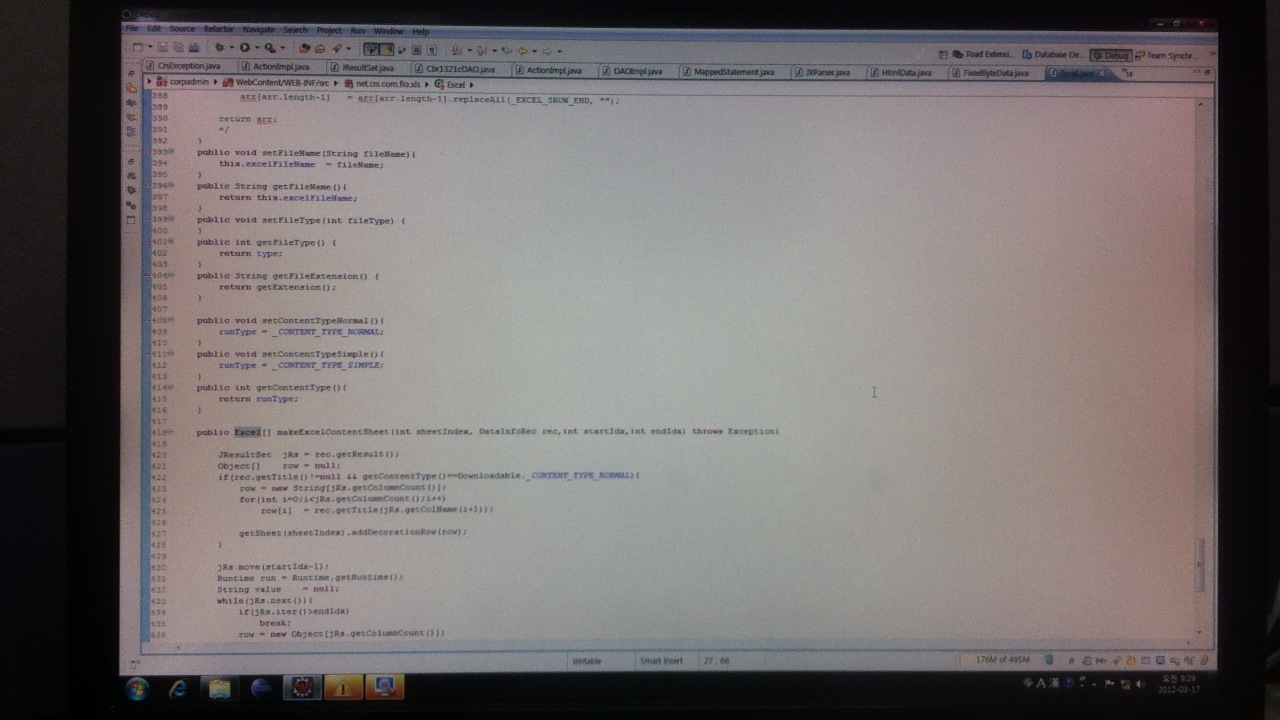 Debug
File Edit Source Refactor Navigate Search Project Run Window Help
Toad Extensi... Database De... Debug Team Synchr...
CrsException.java ActionImpl.java JResultSet.java Chr1321cDAO.java ActionImpl.java DAOImpl.java MappedStatement.java IXParser.java HtmlData.java FixedByteData.java Excel.java
corpadmin WebContent/WEB-INF/src net.crs.com.fio.xls Excel
388 arr[arr.length-1] = arr[arr.length-1].replaceAll(_EXCEL_SROW_END, "");
389
390 return arr;
391 */
392 }
393 public void setFileName(String fileName){
394 this.excelFileName = fileName;
395 }
396 public String getFileName(){
397 return this.excelFileName;
398 }
399 public void setFileType(int fileType) {
400 }
401 public int getFileType() {
402 return type;
403 }
404 public String getFileExtension() {
405 return getExtension();
406 }
407
408 public void setContentTypeNormal(){
409 runType = _CONTENT_TYPE_NORMAL;
410 }
411 public void setContentTypeSimple(){
412 runType = _CONTENT_TYPE_SIMPLE;
413 }
414 public int getContentType(){
415 return runType;
416 }
417
418 public Excel[] makeExcelContentSheet(int sheetIndex, DataInfoRec rec,int startIdx,int endIdx) throws Exception{
419
420 JResultSet jRs = rec.getResult();
421 Object[] row = null;
422 if(rec.getTitle()!=null && getContentType()==Downloadable._CONTENT_TYPE_NORMAL){
423 row = new String[jRs.getColumnCount()];
424 for(int i=0;i<jRs.getColumnCount();i++)
425 row[i] = rec.getTitle(jRs.getColName(i+1));
426
427 getSheet(sheetIndex).addDecorationRow(row);
428 }
429
430 jRs.move(startIdx-1);
431 Runtime run = Runtime.getRuntime();
432 String value = null;
433 while(jRs.next()){
434 if(jRs.iter()>endIdx)
435 break;
436 row = new Object[jRs.getColumnCount()];
Writable Smart Insert 27 : 66 176M of 495M
A 漢 오전 9:29
2012-03-17